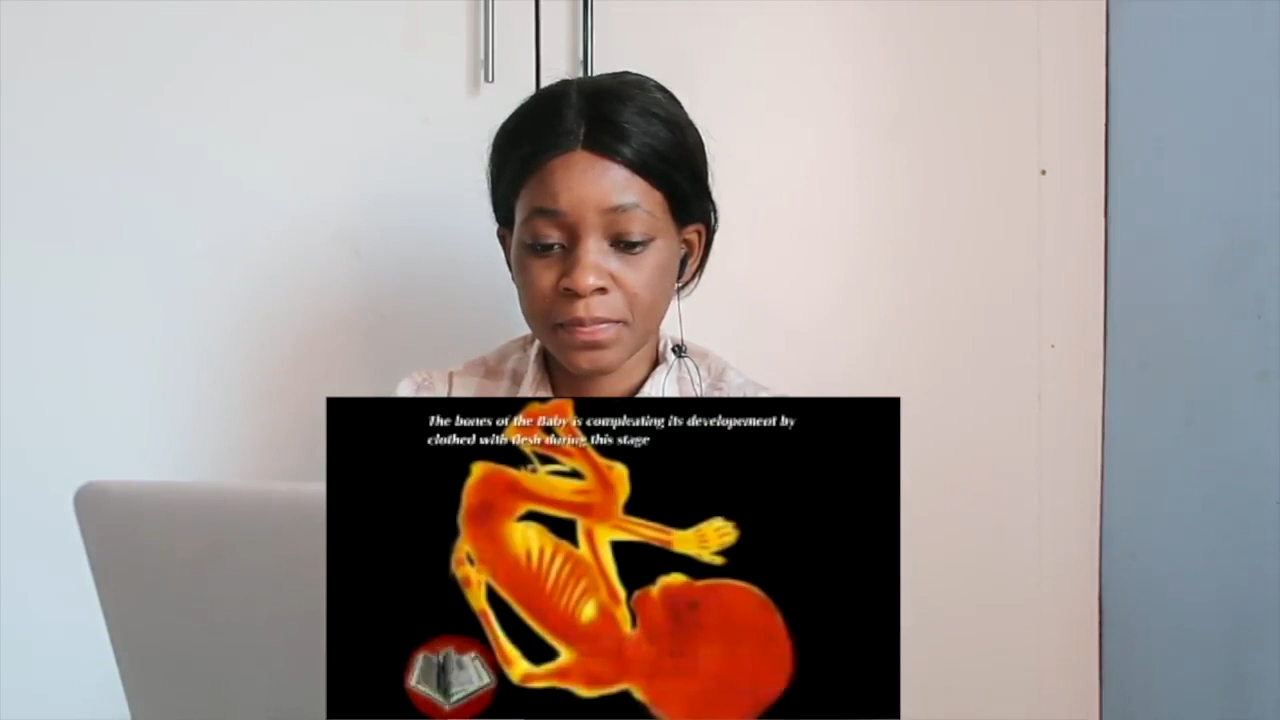 The bones of the Baby is compleating its developement by
clothed with flesh during this stage